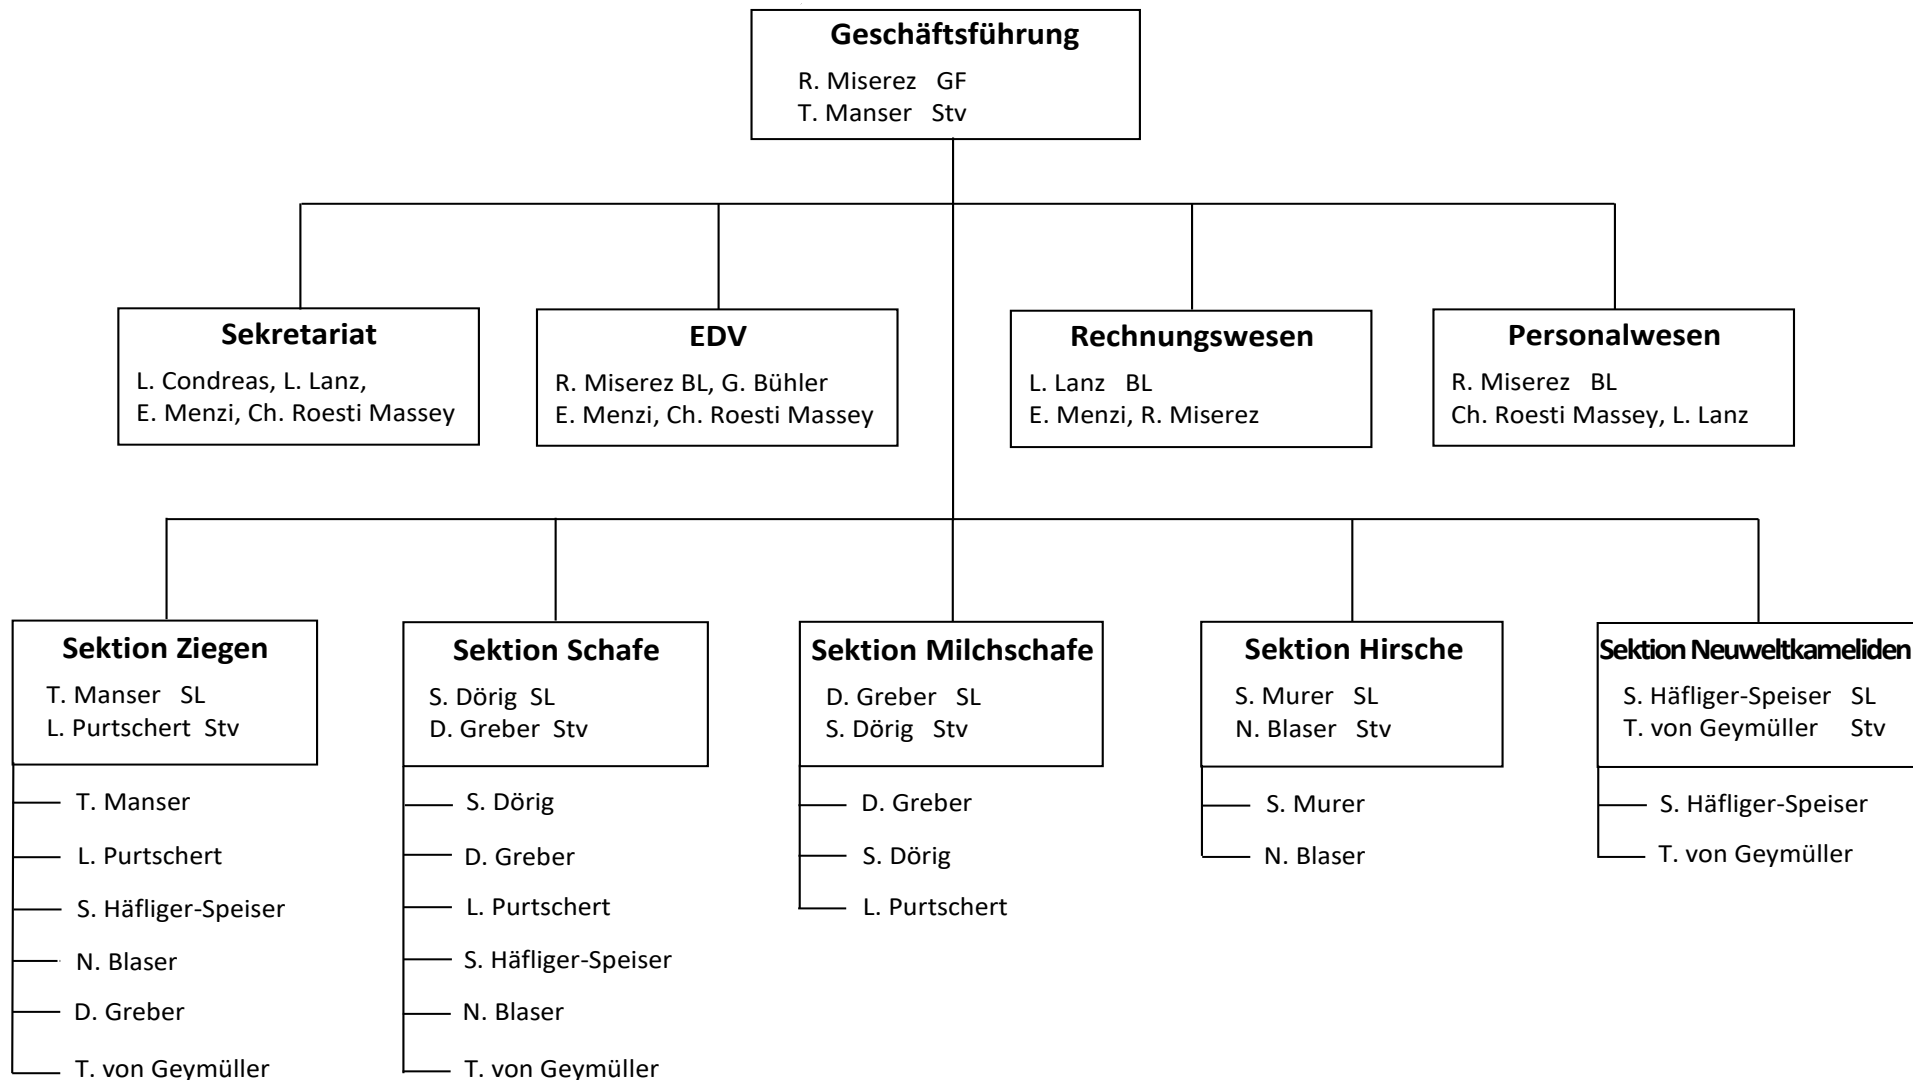 Geschäftsführung
R. Miserez GF
T. Manser Stv
Sekretariat
L. Condreas, L. Lanz,
E. Menzi, Ch. Roesti Massey
EDV
R. Miserez BL, G. Bühler
E. Menzi, Ch. Roesti Massey
Rechnungswesen
L. Lanz BL
E. Menzi, R. Miserez
Personalwesen
R. Miserez BL
Ch. Roesti Massey, L. Lanz
Sektion Ziegen
T. Manser SL
L. Purtschert Stv
T. Manser
L. Purtschert
S. Häfliger-Speiser
N. Blaser
D. Greber
T. von Geymüller
Sektion Schafe
S. Dörig SL
D. Greber Stv
S. Dörig
D. Greber
L. Purtschert
S. Häfliger-Speiser
N. Blaser
T. von Geymüller
Sektion Milchschafe
D. Greber SL
S. Dörig Stv
D. Greber
S. Dörig
L. Purtschert
Sektion Hirsche
S. Murer SL
N. Blaser Stv
S. Murer
N. Blaser
Sektion Neuweltkameliden
S. Häfliger-Speiser SL
T. von Geymüller Stv
S. Häfliger-Speiser
T. von Geymüller